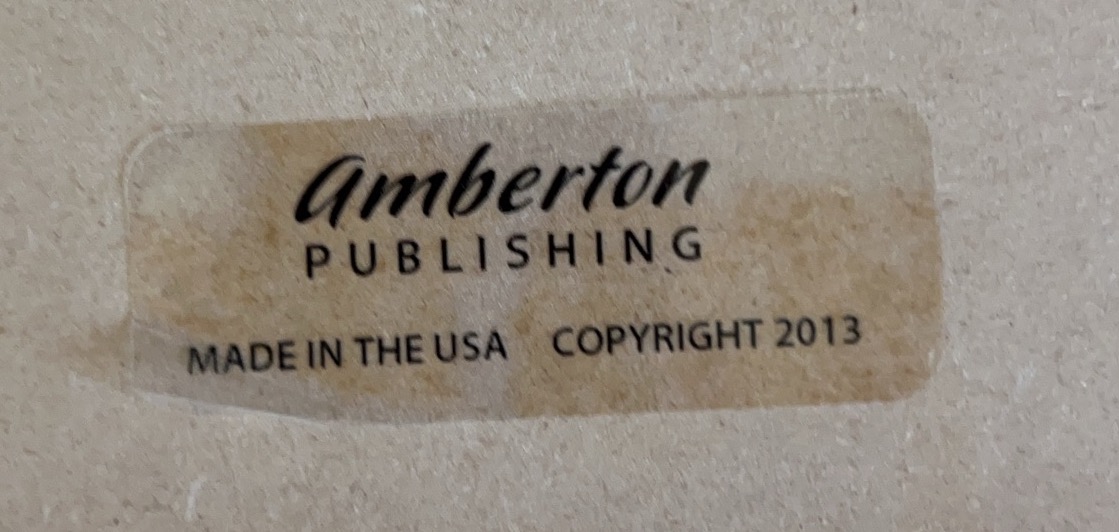 amberton
PUBLISHING
MADE IN THE USA COPYRIGHT 2013